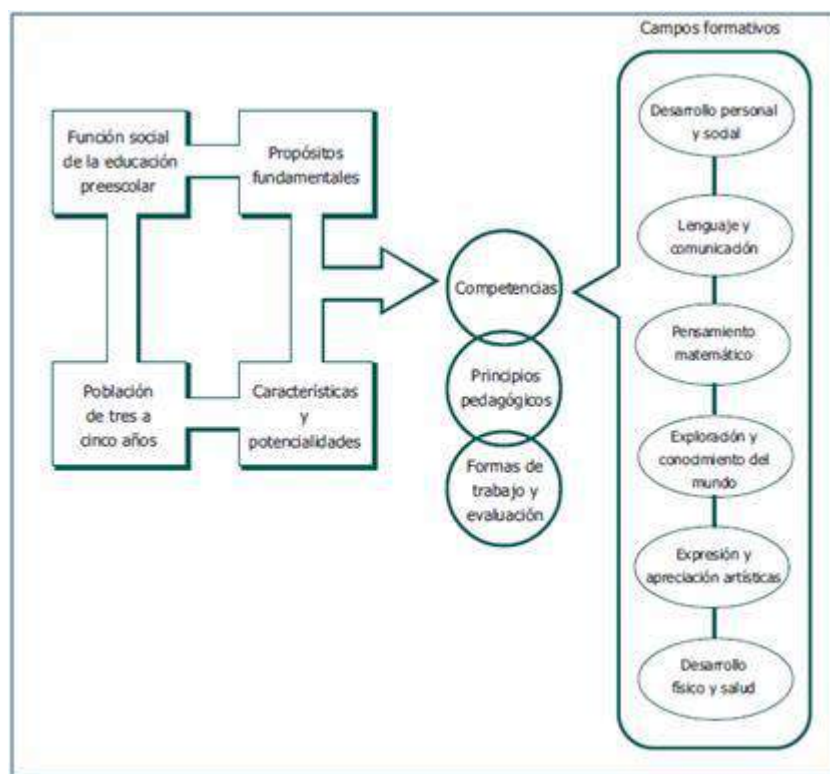 Campos formativos
Función social
de la educación
preescolar
Propósitos
fundamentales
Población
de tres a
cinco años
Características
y
potencialidades
Competencias
Principios
pedagógicos
Formas de
trabajo y
evaluación
Desarrollo personal
y social
Lenguaje y
comunicación
Pensamiento
matemático
Exploración y
conocimiento del
mundo
Expresión y
apreciación artísticas
Desarrollo
físico y salud